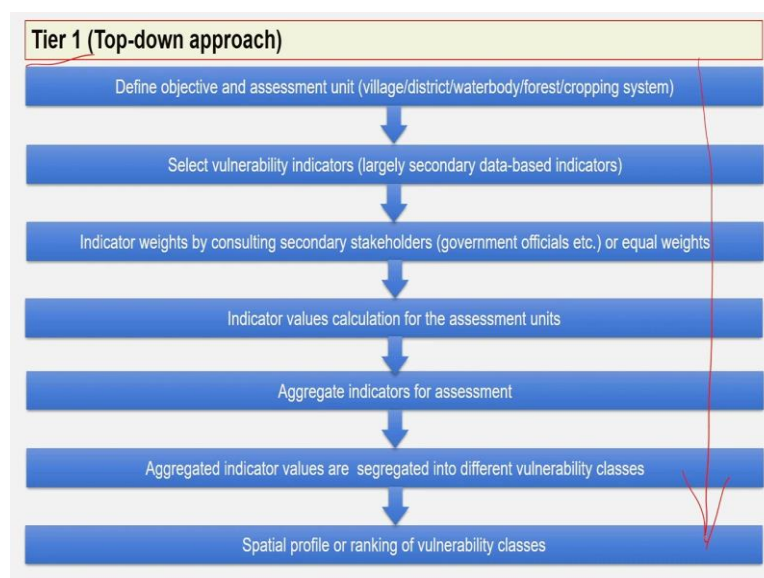 Tier 1 (Top-down approach)
Define objective and assessment unit (village/district/waterbody/forest/cropping system)
Select vulnerability indicators (largely secondary data-based indicators)
Indicator weights by consulting secondary stakeholders (government officials etc.) or equal weights
Indicator values calculation for the assessment units
Aggregate indicators for assessment
Aggregated indicator values are segregated into different vulnerability classes
Spatial profile or ranking of vulnerability classes